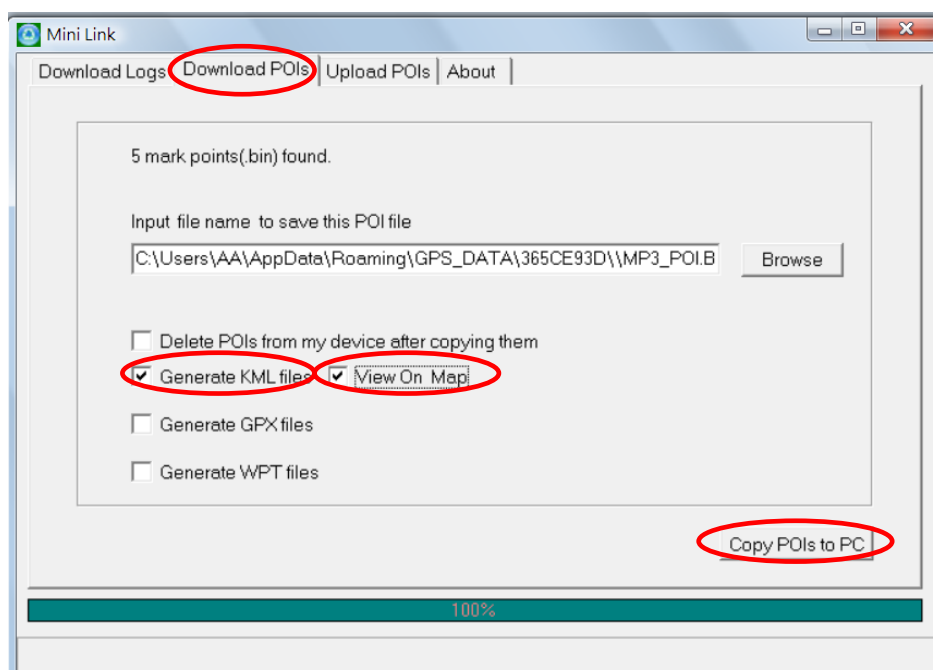 Mini Link
Download Logs Download POIs Upload POIs About
5 mark points(.bin) found.
Input file name to save this POI file
C:\Users\AA\AppData\Roaming\GPS_DATA\365CE93D\\MP3_POI.B Browse
Delete POIs from my device after copying them
Generate KML files View On Map
Generate GPX files
Generate WPT files
Copy POIs to PC
100%